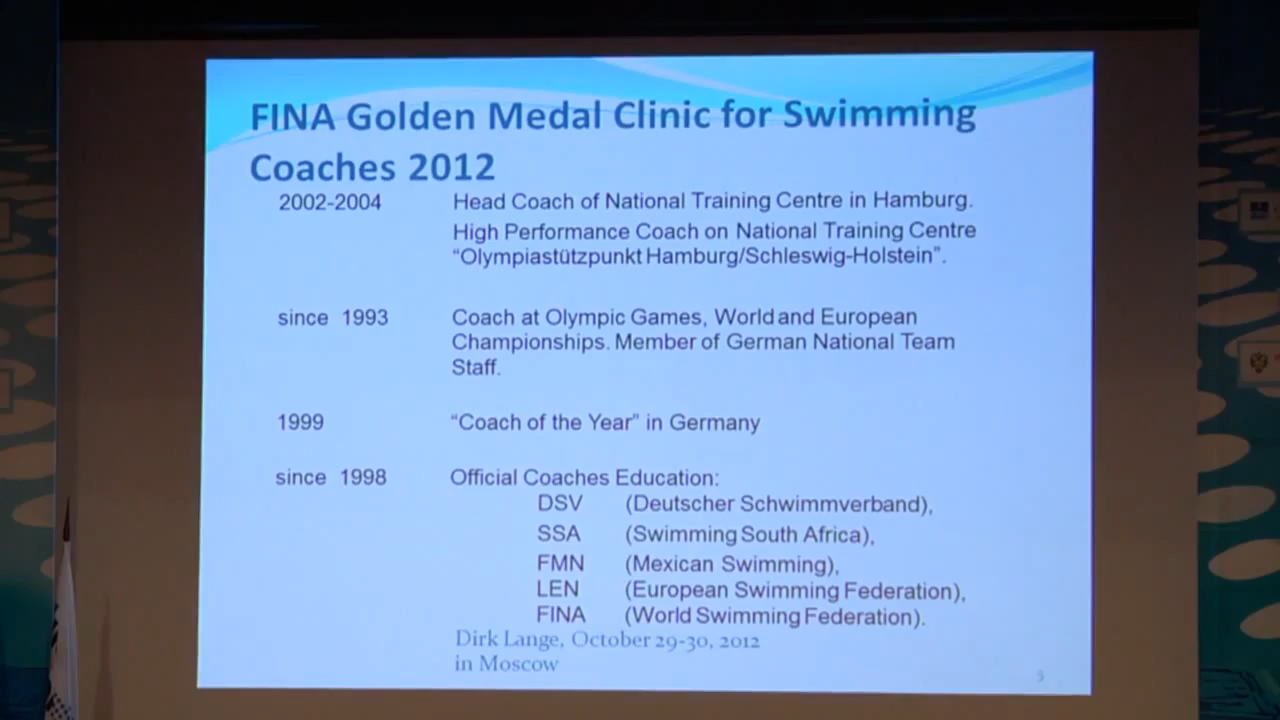 FINA Golden Medal Clinic for Swimming
Coaches 2012
2002-2004 Head Coach of National Training Centre in Hamburg.
High Performance Coach on National Training Centre
“Olympiastützpunkt Hamburg/Schleswig-Holstein”.
since 1993 Coach at Olympic Games, World and European
Championships. Member of German National Team
Staff.
1999 “Coach of the Year” in Germany
since 1998 Official Coaches Education:
DSV (Deutscher Schwimmverband),
SSA (Swimming South Africa),
FMN (Mexican Swimming),
LEN (European Swimming Federation),
FINA (World Swimming Federation).
Dirk Lange, October 29-30, 2012
in Moscow